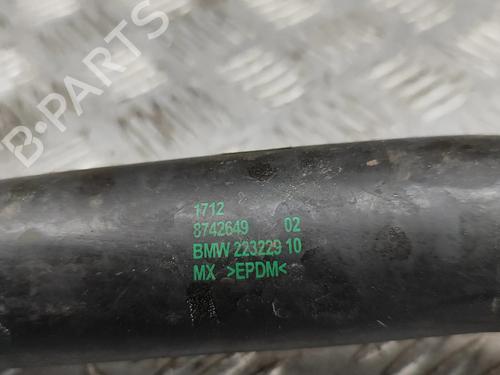 B-PARTS
1712
8742649 02
BMW 223229 10
MX >EPDM<